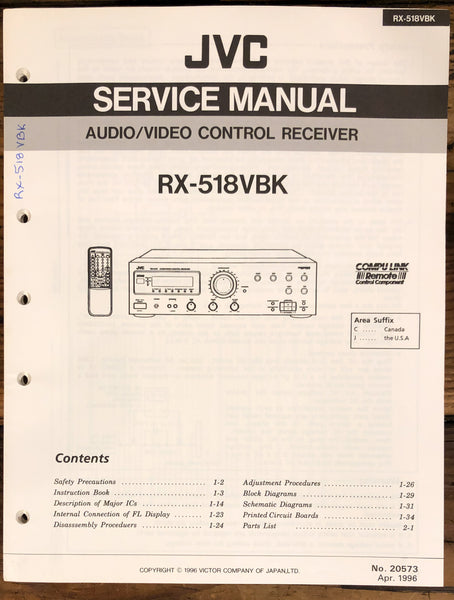 RX-518VBK
JVC
SERVICE MANUAL
AUDIO/VIDEO CONTROL RECEIVER
RX-518VBK
RX-518VBK
JVC
COMPU LINK
Remote
Control Component
Area Suffix
C ..... Canada
J ...... the U.S.A
Contents
Safety Precautions 1-2
Instruction Book 1-3
Description of Major ICs 1-14
Internal Connection of FL Display 1-23
Disasssembly Proceduers 1-24
Adjustment Procedures 1-26
Block Diagrams 1-29
Schematic Diagrams 1-31
Printed Circuit Boards 1-34
Parts List 2-1
COPYRIGHT © 1996 VICTOR COMPANY OF JAPAN,LTD.
No. 20573
Apr. 1996